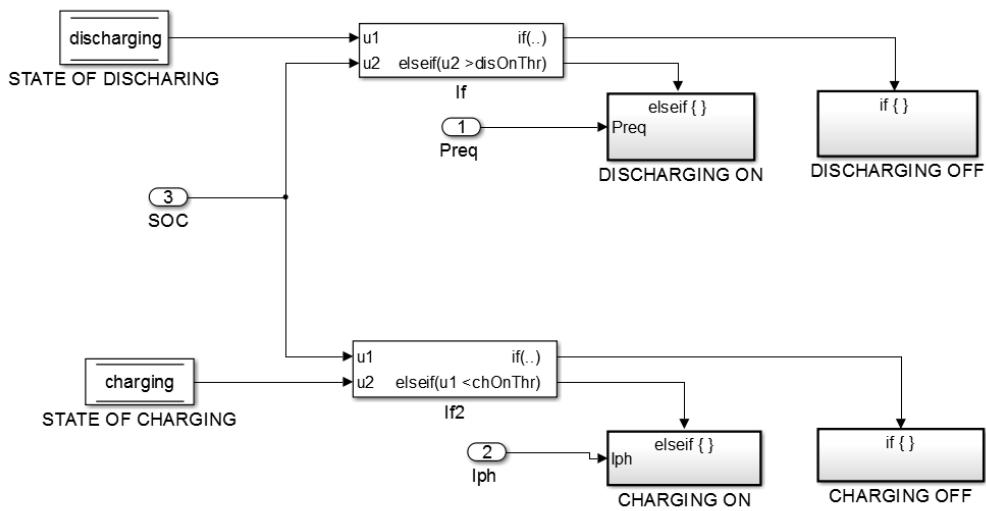 discharging
STATE OF DISCHARING
u1
if(..)
u2
elseif(u2 >disOnThr)
If
1
Preq
elseif { }
Preq
DISCHARGING ON
if { }
DISCHARGING OFF
3
SOC
u1
if(..)
u2
elseif(u1 <chOnThr)
If2
charging
STATE OF CHARGING
2
Iph
elseif { }
Iph
CHARGING ON
if { }
CHARGING OFF